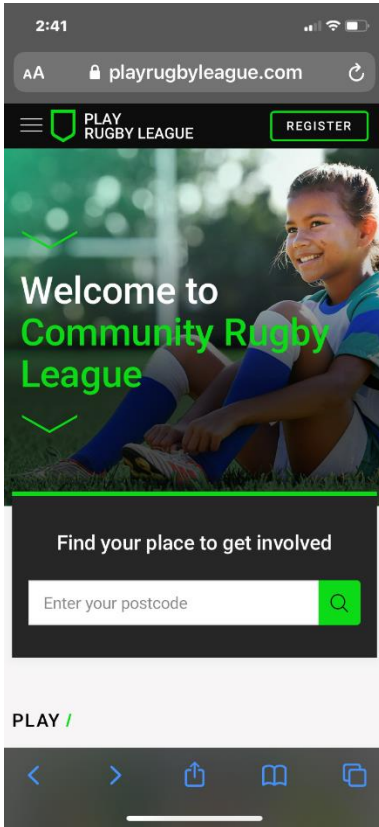 2:41
AA playrugbyleague.com
PLAY
RUGBY LEAGUE
REGISTER
Welcome to
Community Rugby
League
Find your place to get involved
Enter your postcode
PLAY /